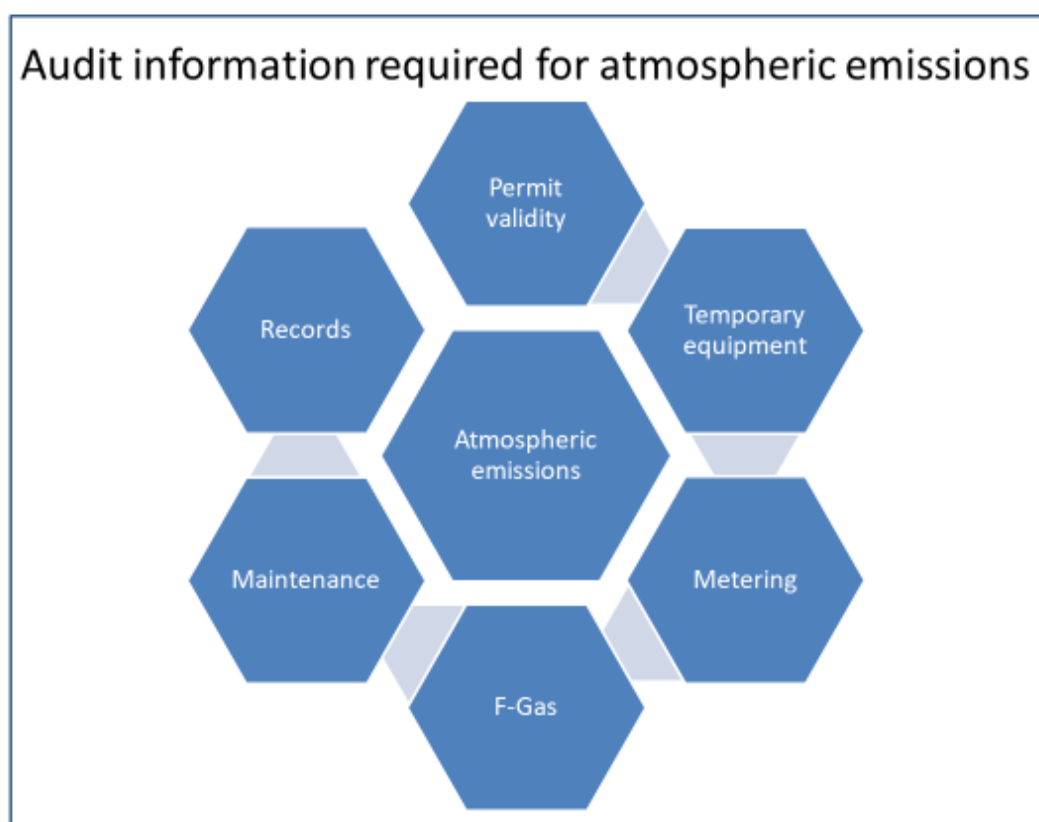 Audit information required for atmospheric emissions
Permit
validity
Temporary
equipment
Records
Atmospheric
emissions
Maintenance
Metering
F-Gas